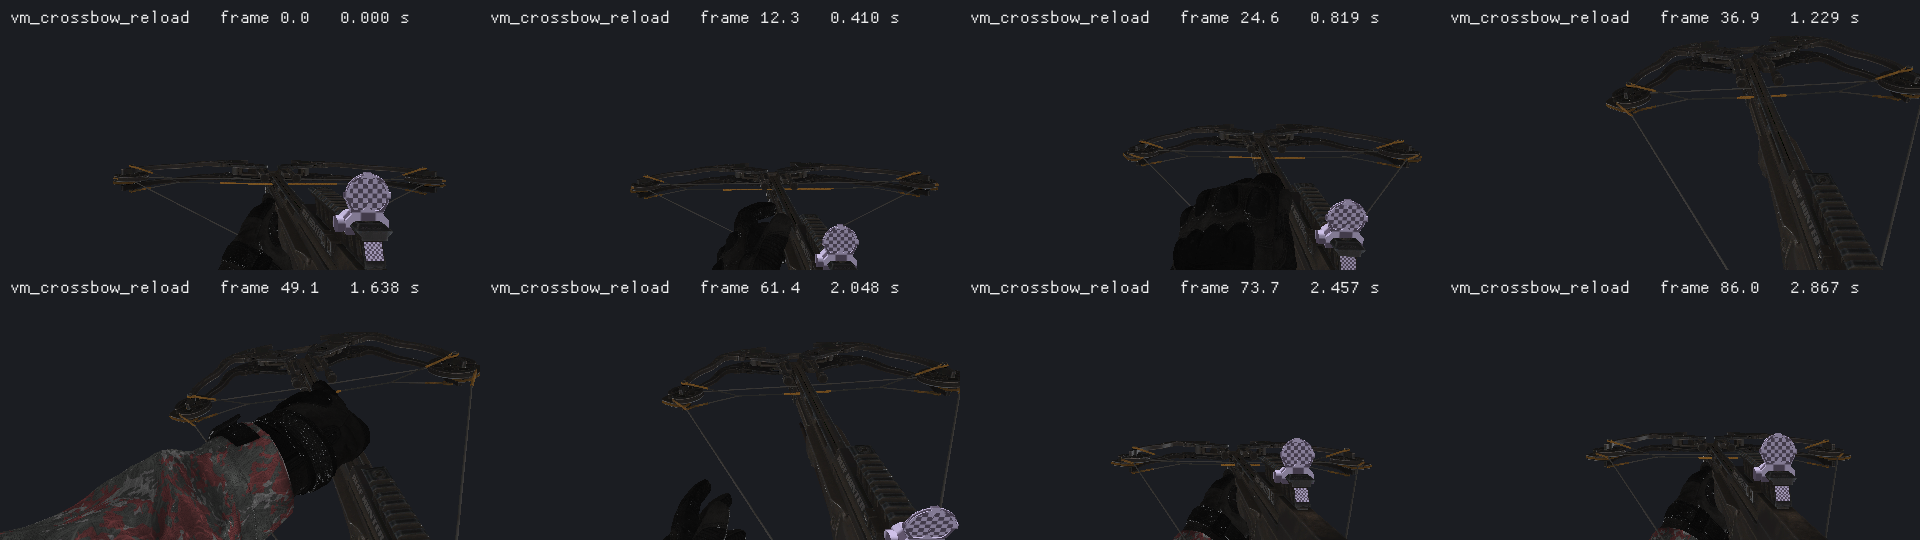 vm_crossbow_reload frame 0.0 0.000 s
vm_crossbow_reload frame 12.3 0.410 s
vm_crossbow_reload frame 24.6 0.819 s
vm_crossbow_reload frame 36.9 1.229 s
vm_crossbow_reload frame 49.1 1.638 s
vm_crossbow_reload frame 61.4 2.048 s
vm_crossbow_reload frame 73.7 2.457 s
vm_crossbow_reload frame 86.0 2.867 s